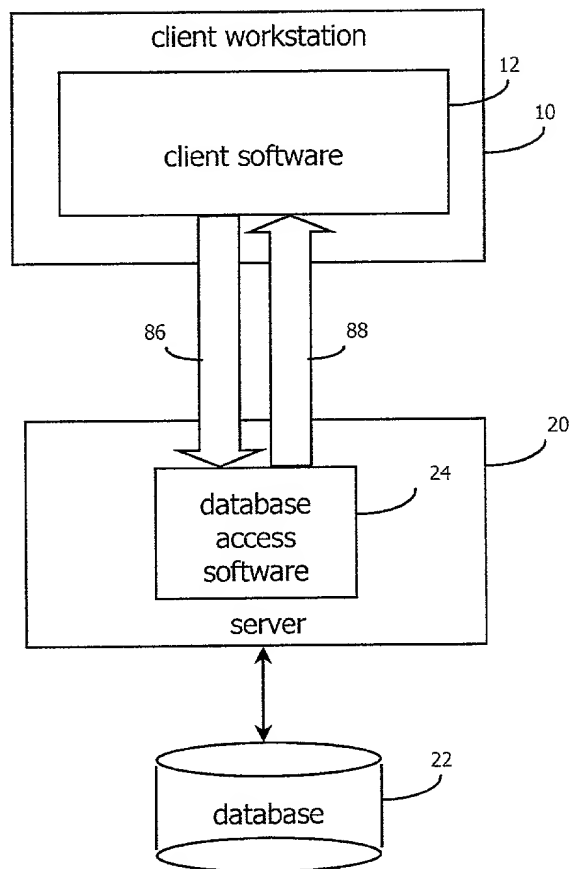 client workstation
12
10
client software
86
88
20
24
database
access
software
server
22
database